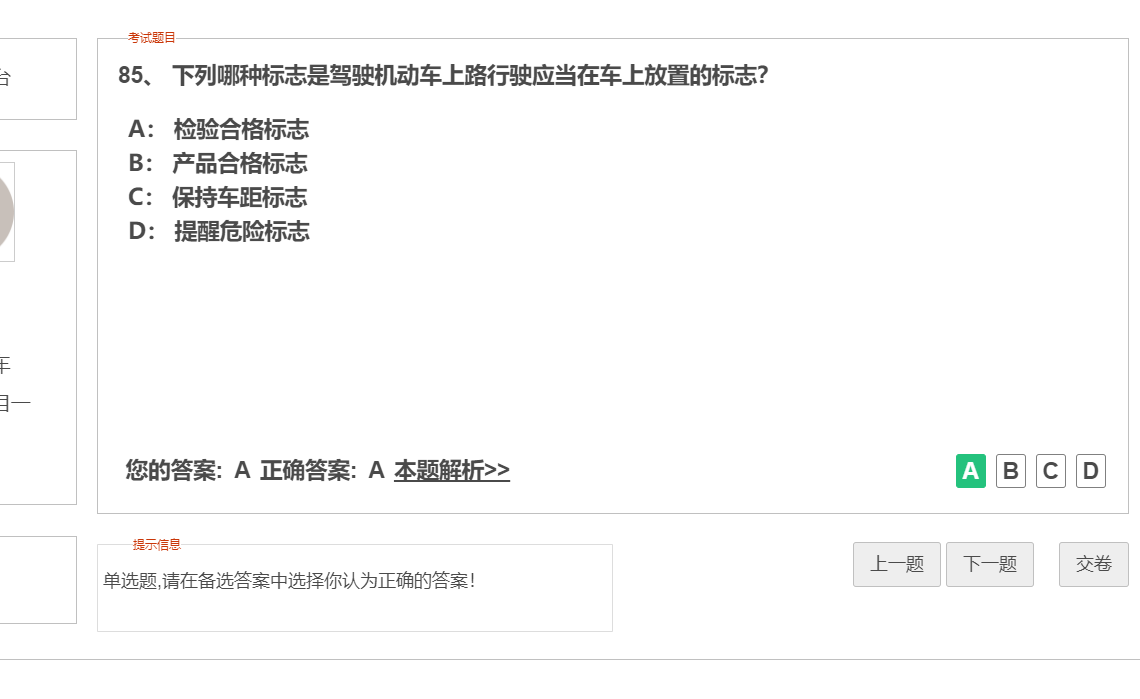 考试题目
台
85、 下列哪种标志是驾驶机动车上路行驶应当在车上放置的标志?
A： 检验合格标志
B： 产品合格标志
C： 保持车距标志
D： 提醒危险标志
车
目一
您的答案: A 正确答案: A 本题解析>>
A B C D
提示信息
单选题,请在备选答案中选择你认为正确的答案!
上一题 下一题 交卷